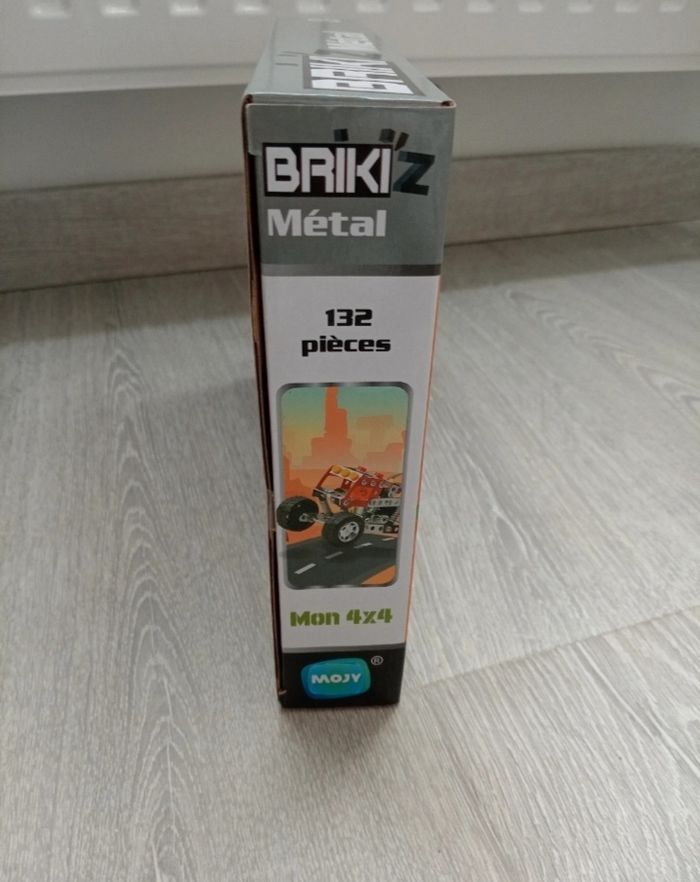 BRIKI'Z
Métal
132
pièces
Mon 4x4
MOJY ®